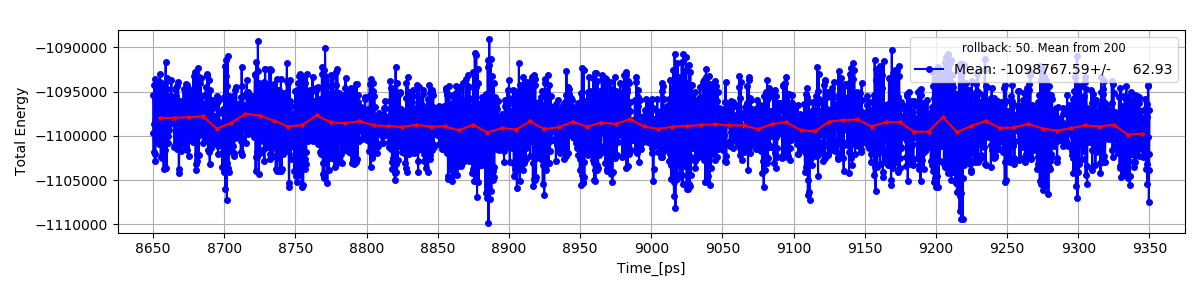 rollback: 50. Mean from 200
Mean: -1098767.59+/-     62.93
Total Energy
−1090000
−1095000
−1100000
−1105000
−1110000
8650 8700 8750 8800 8850 8900 8950 9000 9050 9100 9150 9200 9250 9300 9350
Time_[ps]